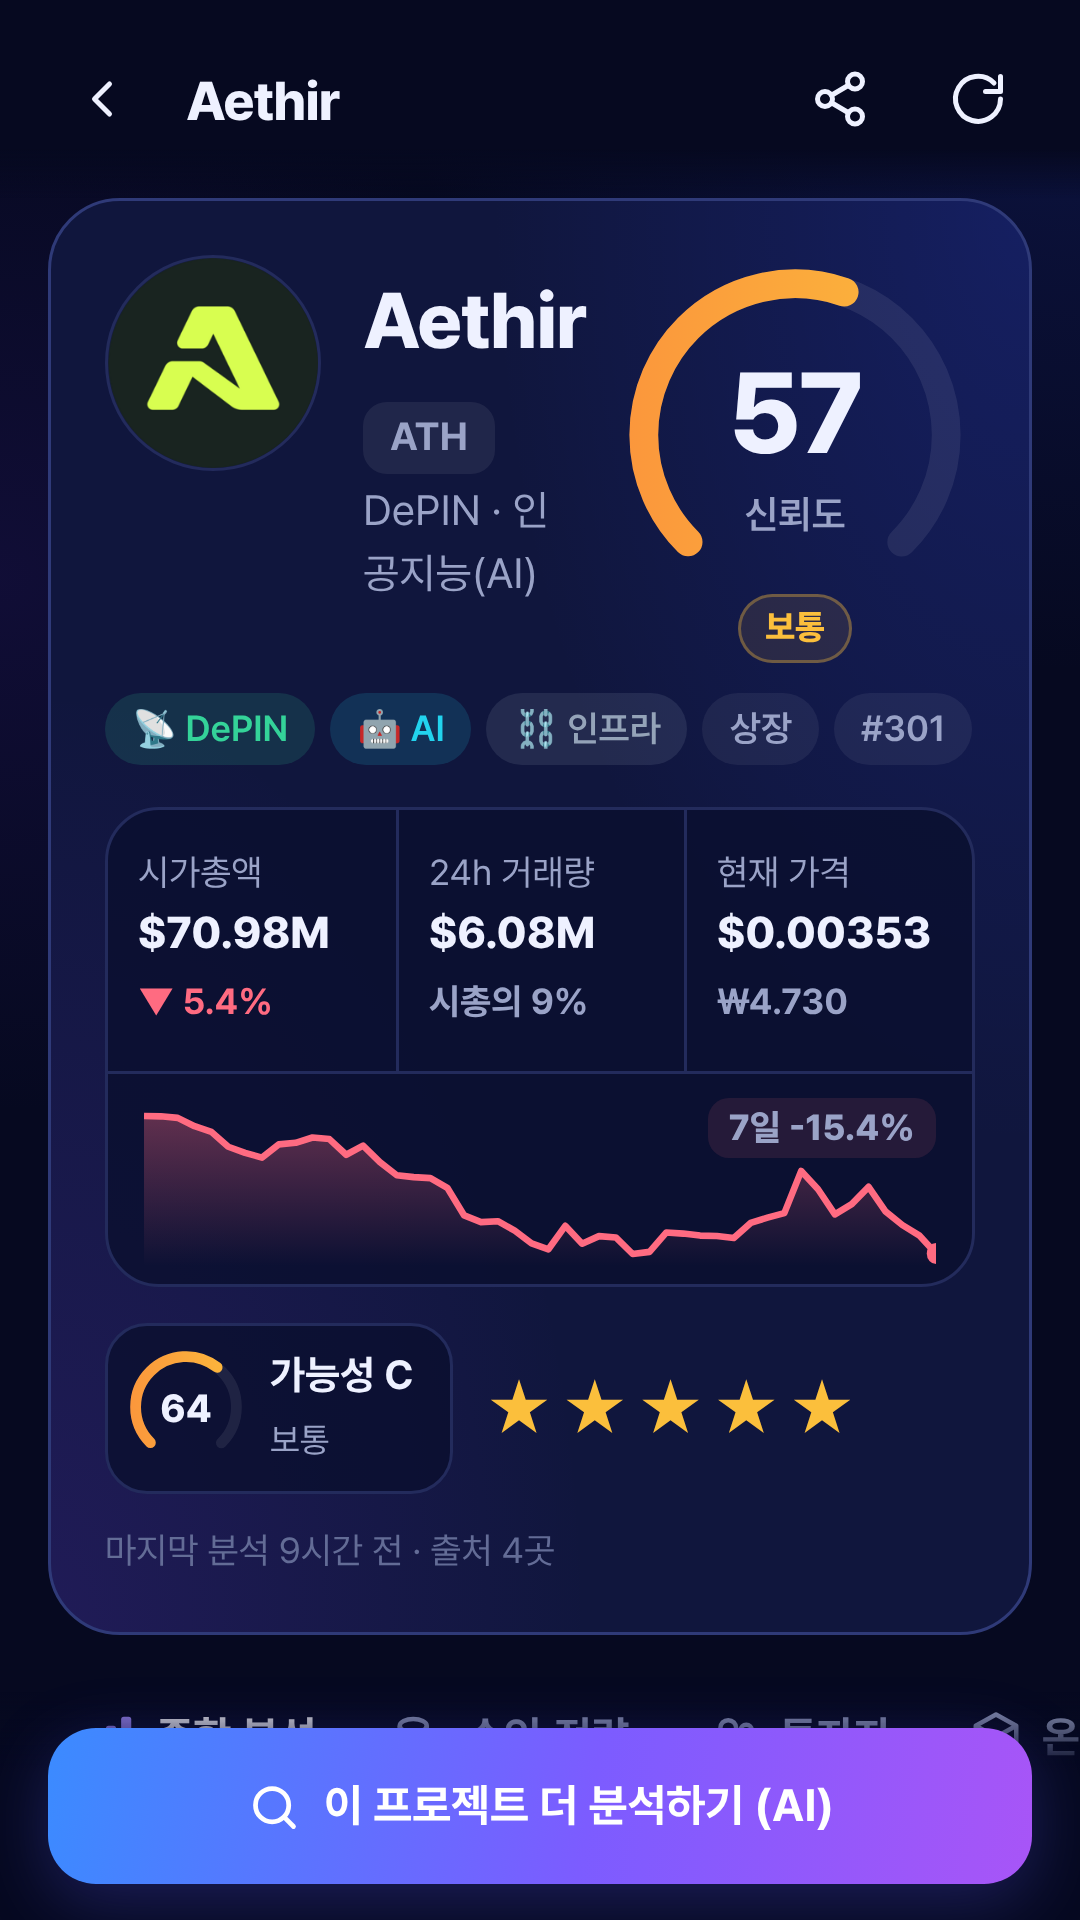 Aethir
Aethir
ATH
DePIN · 인
공지능(AI)
57
신뢰도
보통
DePIN
AI
인프라
상장
#301
시가총액
$70.98M
▼ 5.4%
24h 거래량
$6.08M
시총의 9%
현재 가격
$0.00353
₩4.730
7일 -15.4%
64
가능성 C
보통
★★★★★
마지막 분석 9시간 전 · 출처 4곳
이 프로젝트 더 분석하기 (AI)